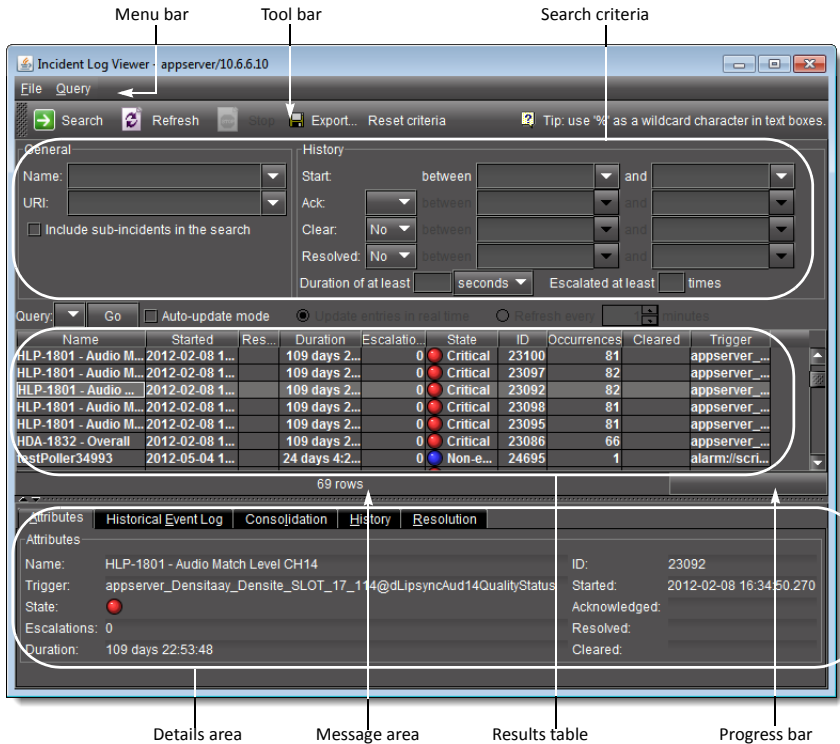 Menu bar Tool bar Search criteria
Incident Log Viewer - appserver/10.6.6.10
File Query
Search Refresh Stop Export... Reset criteria Tip: use '%' as a wildcard character in text boxes.
General History
Name: Start: between and
URI: Ack: between and
Include sub-incidents in the search Clear: No between and
Resolved: No between and
Duration of at least seconds Escalated at least times
Query: Go Auto-update mode Update entries in real time Refresh every 1 minutes
Name Started Res... Duration Escalatio... State ID Occurrences Cleared Trigger
HLP-1801 - Audio M... 2012-02-08 1... 109 days 2... 0 Critical 23100 81 appserver_...
HLP-1801 - Audio M... 2012-02-08 1... 109 days 2... 0 Critical 23097 82 appserver_...
HLP-1801 - Audio ... 2012-02-08 1... 109 days 2... 0 Critical 23092 82 appserver_...
HLP-1801 - Audio M... 2012-02-08 1... 109 days 2... 0 Critical 23098 81 appserver_...
HLP-1801 - Audio M... 2012-02-08 1... 109 days 2... 0 Critical 23095 81 appserver_...
HDA-1832 - Overall 2012-02-08 1... 109 days 2... 0 Critical 23086 66 appserver_...
testPoller34993 2012-05-04 1... 24 days 4:2... 0 Non-e... 24695 1 alarm://scri...
69 rows
Attributes Historical Event Log Consolidation History Resolution
Attributes
Name: HLP-1801 - Audio Match Level CH14 ID: 23092
Trigger: appserver_Densitaay_Densite_SLOT_17_114@dLipsyncAud14QualityStatus Started: 2012-02-08 16:34:50.270
State: Acknowledged:
Escalations: 0 Resolved:
Duration: 109 days 22:53:48 Cleared:
Details area Message area Results table Progress bar